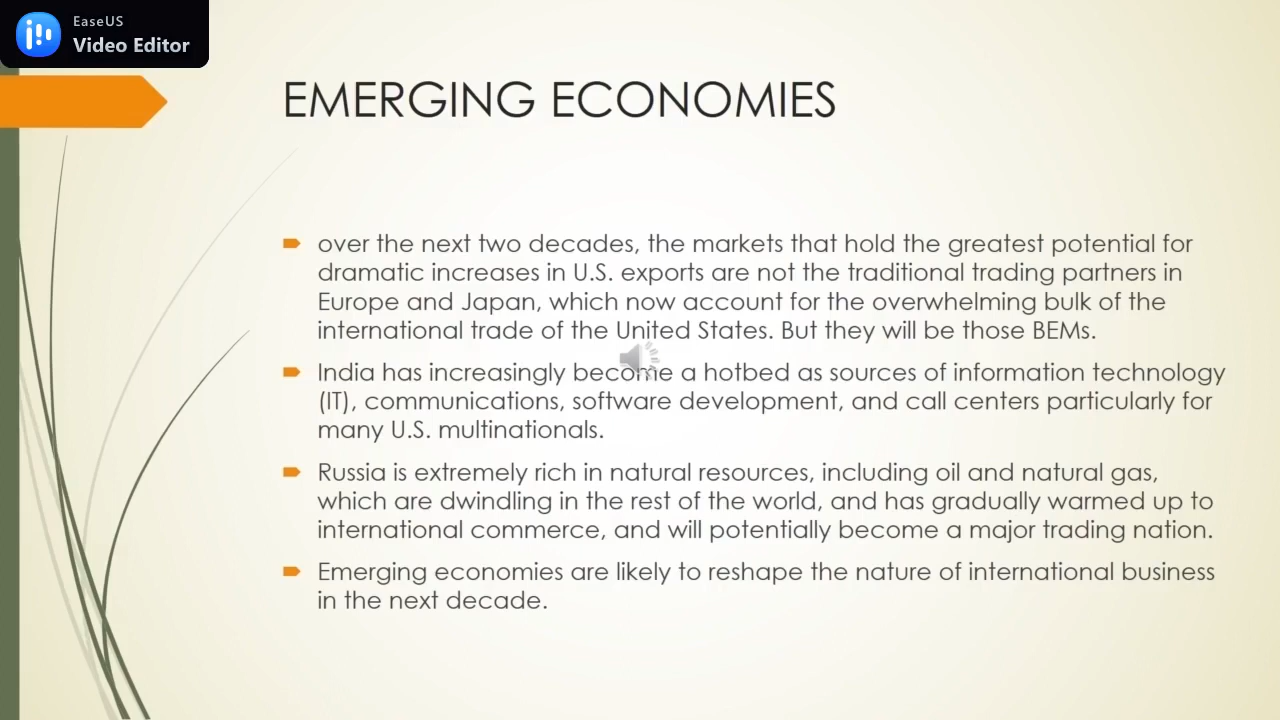 EaseUS
Video Editor
EMERGING ECONOMIES
over the next two decades, the markets that hold the greatest potential for
dramatic increases in U.S. exports are not the traditional trading partners in
Europe and Japan, which now account for the overwhelming bulk of the
international trade of the United States. But they will be those BEMs.
India has increasingly become a hotbed as sources of information technology
(IT), communications, software development, and call centers particularly for
many U.S. multinationals.
Russia is extremely rich in natural resources, including oil and natural gas,
which are dwindling in the rest of the world, and has gradually warmed up to
international commerce, and will potentially become a major trading nation.
Emerging economies are likely to reshape the nature of international business
in the next decade.